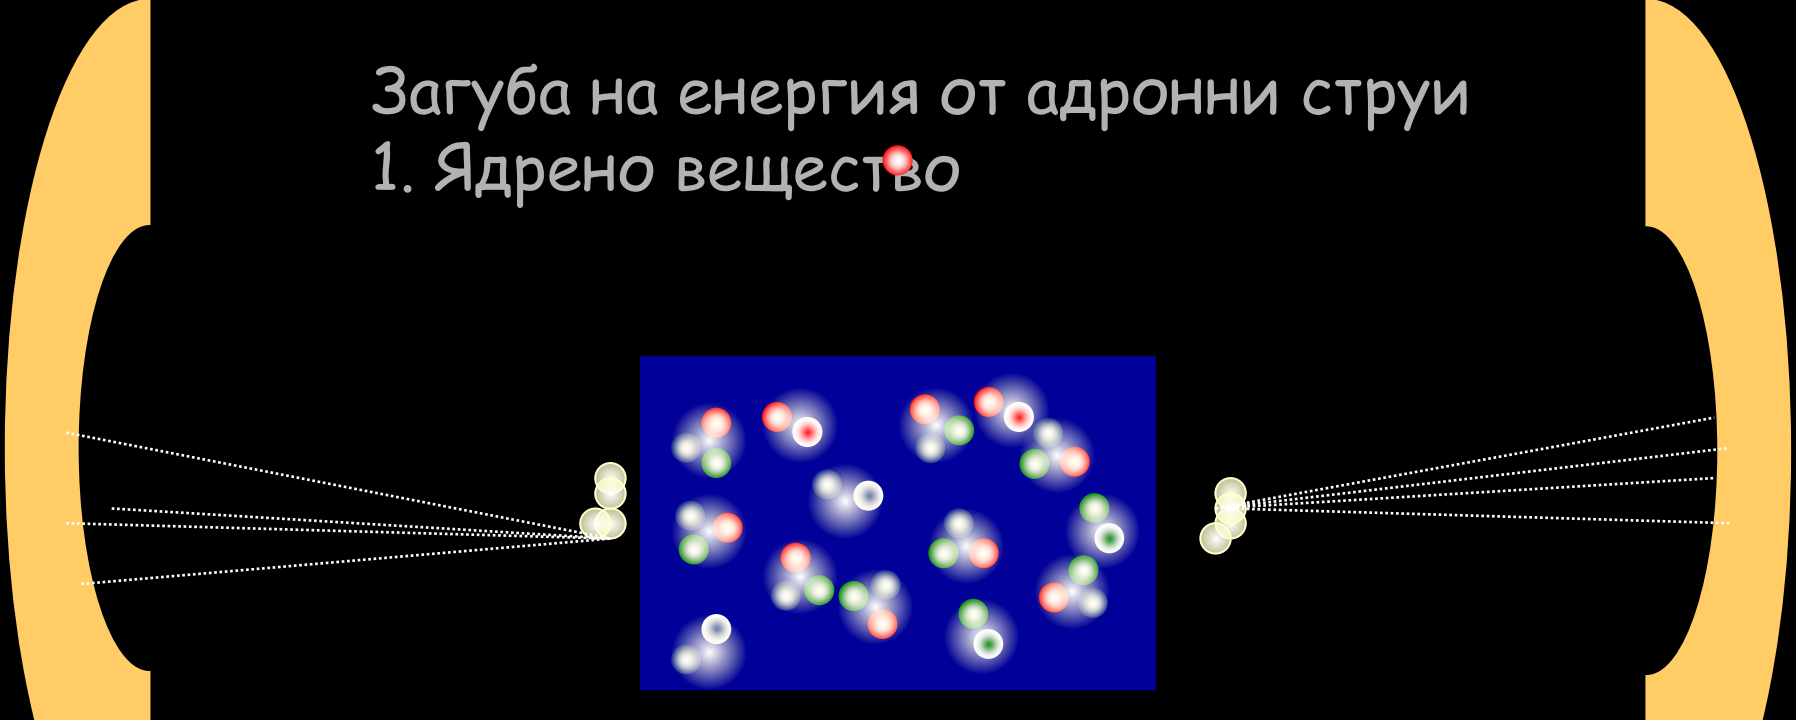 Загуба на енергия от адронни струи
1. Ядрено вещество